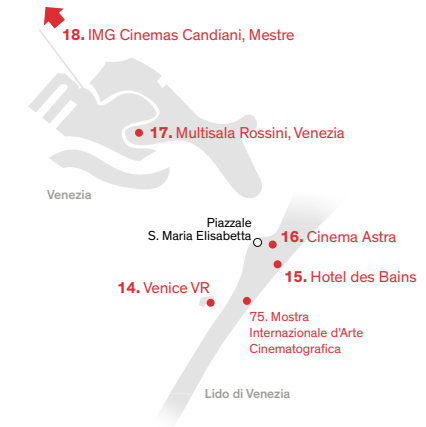 18. IMG Cinemas Candiani, Mestre
17. Multisala Rossini, Venezia
Venezia
Piazzale
S. Maria Elisabetta
16. Cinema Astra
15. Hotel des Bains
14. Venice VR
75. Mostra
Internazionale d'Arte
Cinematografica
Lido di Venezia